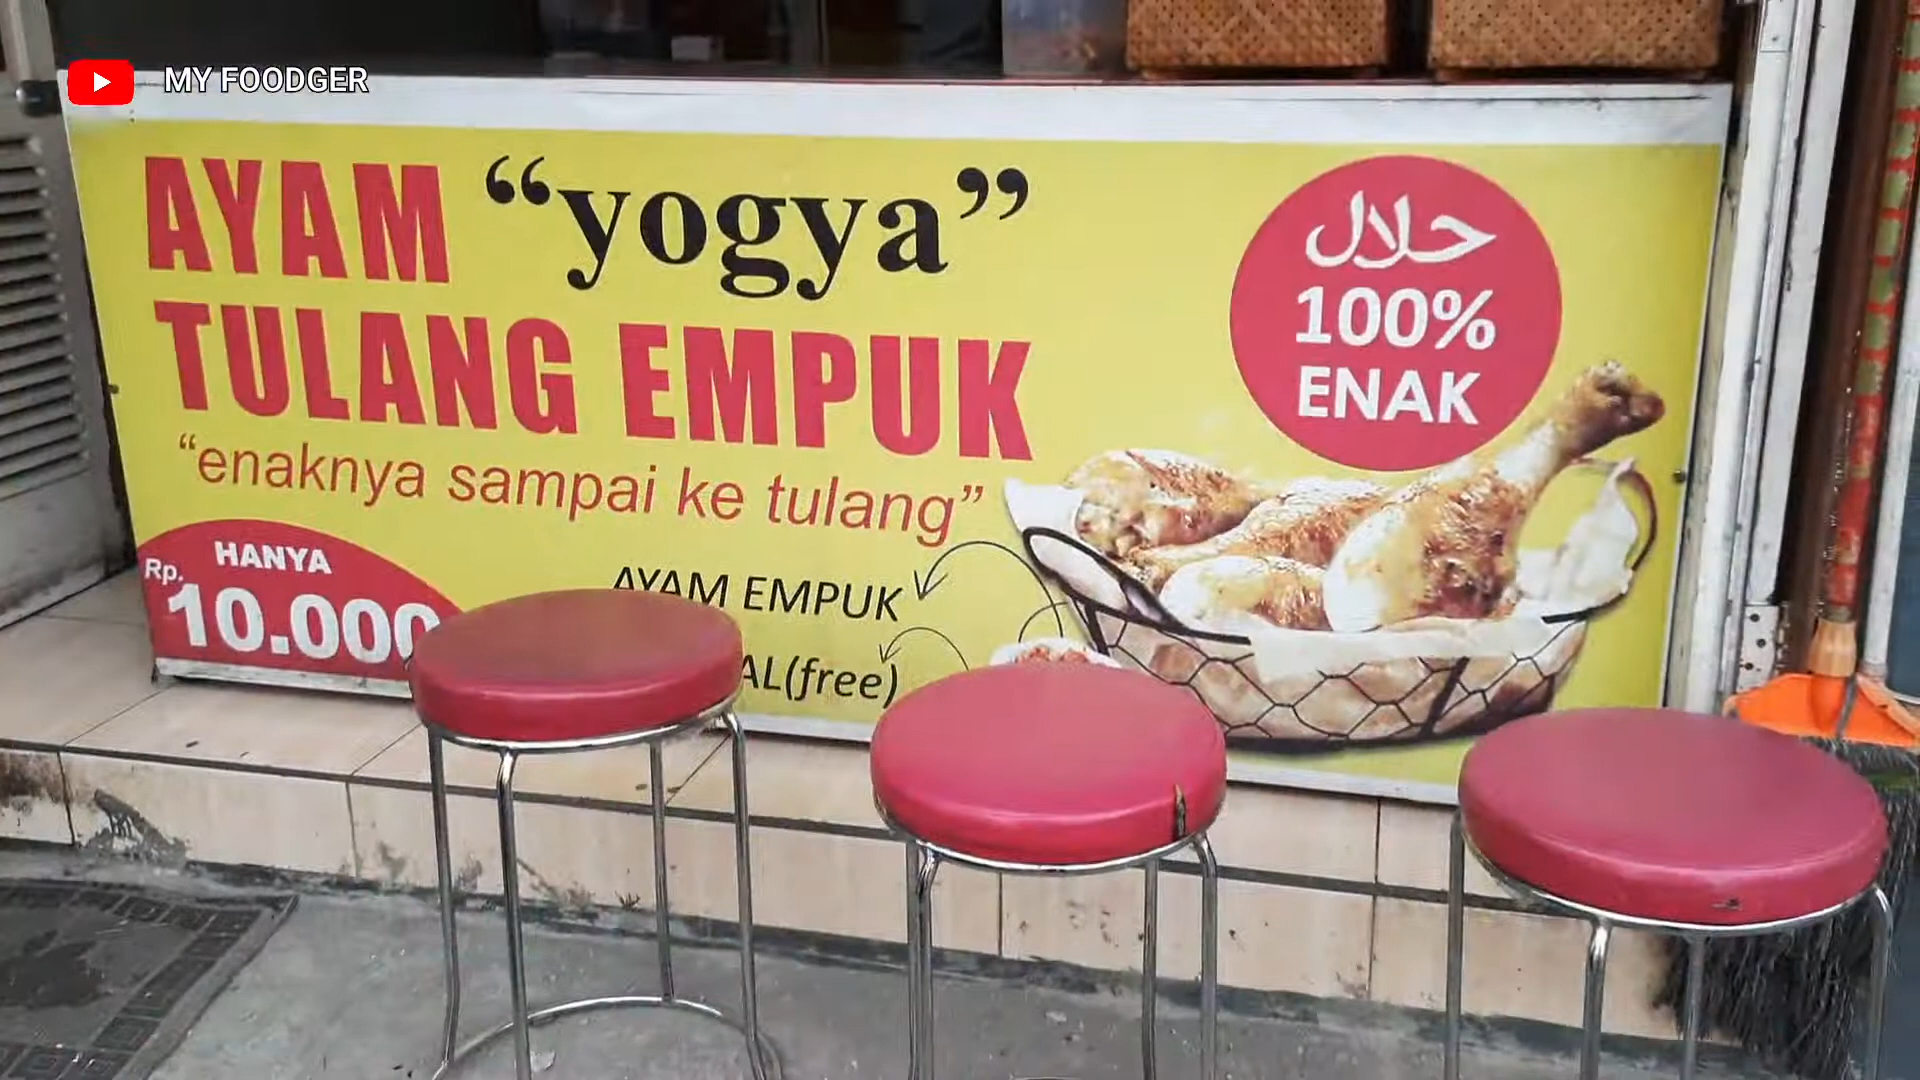 MY FOODGER
AYAM “yogya”
TULANG EMPUK
“enaknya sampai ke tulang”
حلال
100%
ENAK
HANYA
Rp. 10.000
AYAM EMPUK
(free)